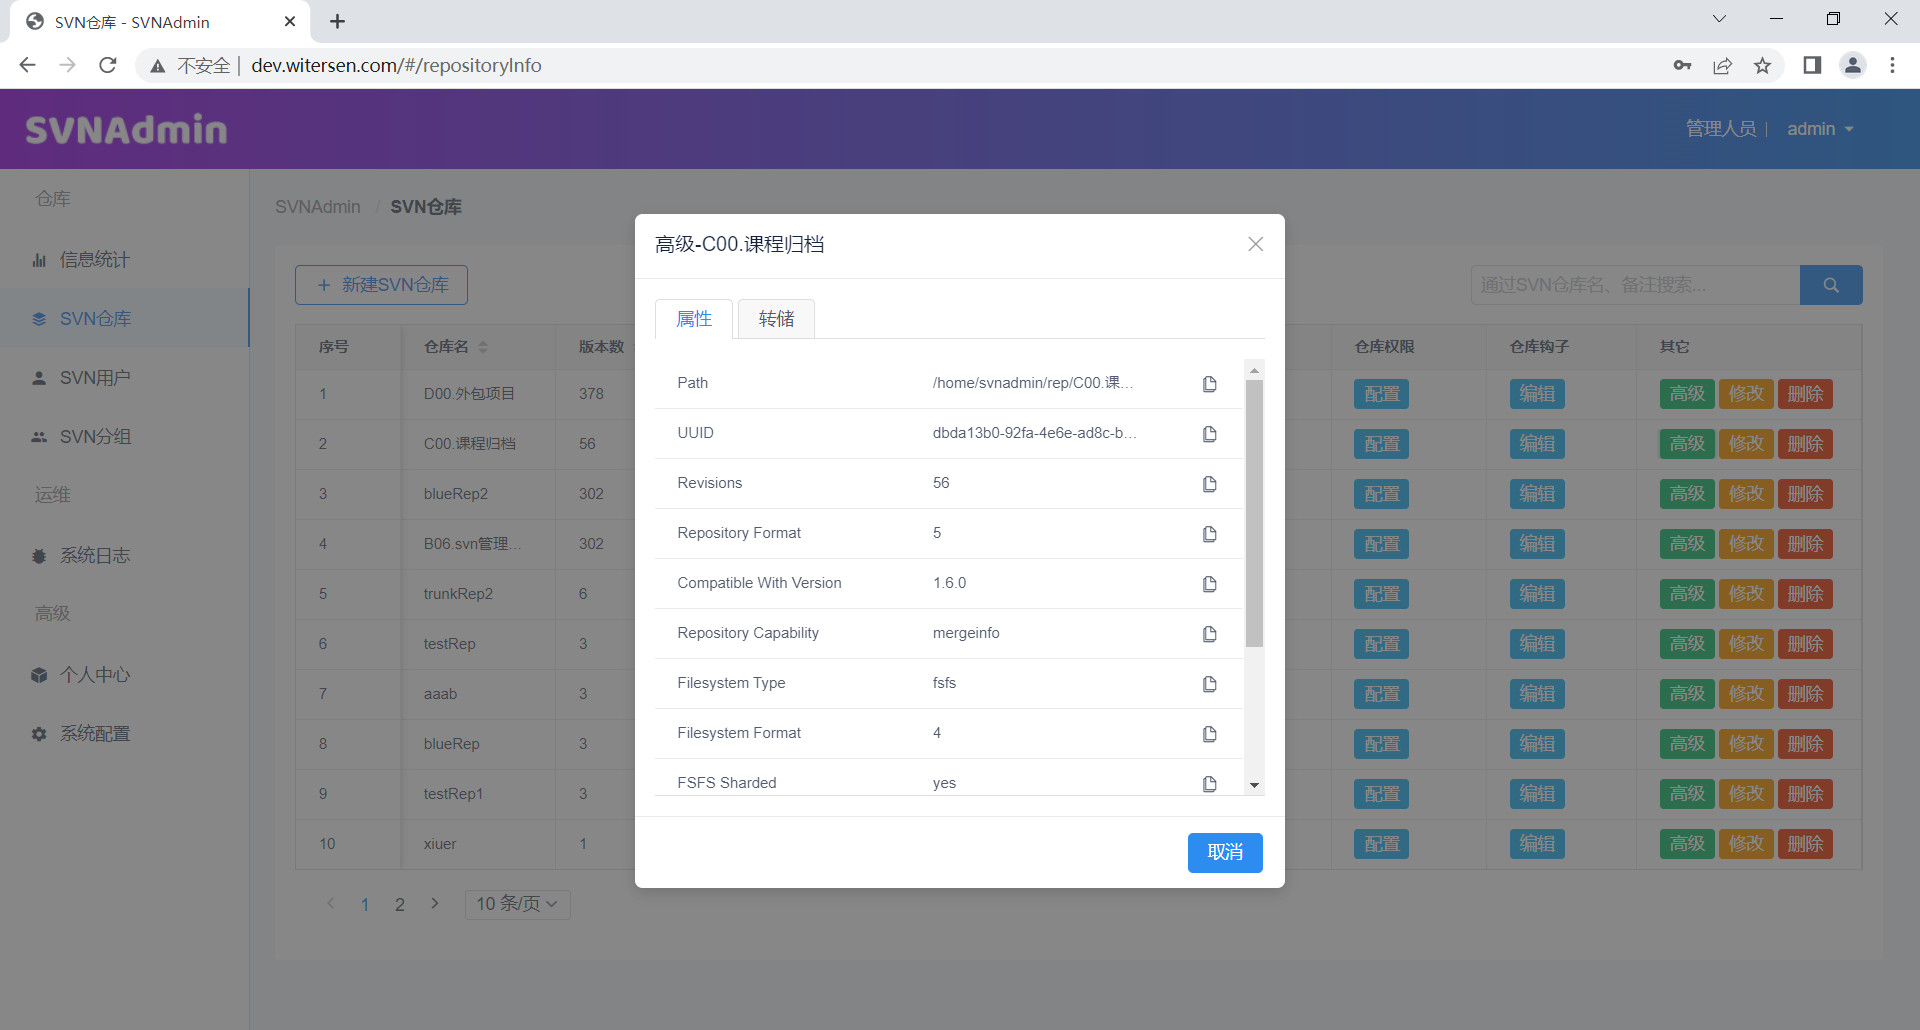 SVN仓库 - SVNAdmin
不安全 | dev.witersen.com/#/repositoryInfo
SVNAdmin
管理人员 | admin
仓库
信息统计
SVN仓库
SVN用户
SVN分组
运维
系统日志
高级
个人中心
系统配置
SVNAdmin / SVN仓库
+ 新建SVN仓库
通过SVN仓库名、备注搜索...
序号 仓库名 版本数 仓库权限 仓库钩子 其它
1 D00.外包项目 378 配置 编辑 高级 修改 删除
2 C00.课程归档 56 配置 编辑 高级 修改 删除
3 blueRep2 302 配置 编辑 高级 修改 删除
4 B06.svn管理... 302 配置 编辑 高级 修改 删除
5 trunkRep2 6 配置 编辑 高级 修改 删除
6 testRep 3 配置 编辑 高级 修改 删除
7 aaab 3 配置 编辑 高级 修改 删除
8 blueRep 3 配置 编辑 高级 修改 删除
9 testRep1 3 配置 编辑 高级 修改 删除
10 xiuer 1 配置 编辑 高级 修改 删除
1 2 10 条/页
高级-C00.课程归档
属性 转储
Path /home/svnadmin/rep/C00.课...
UUID dbda13b0-92fa-4e6e-ad8c-b...
Revisions 56
Repository Format 5
Compatible With Version 1.6.0
Repository Capability mergeinfo
Filesystem Type fsfs
Filesystem Format 4
FSFS Sharded yes
取消